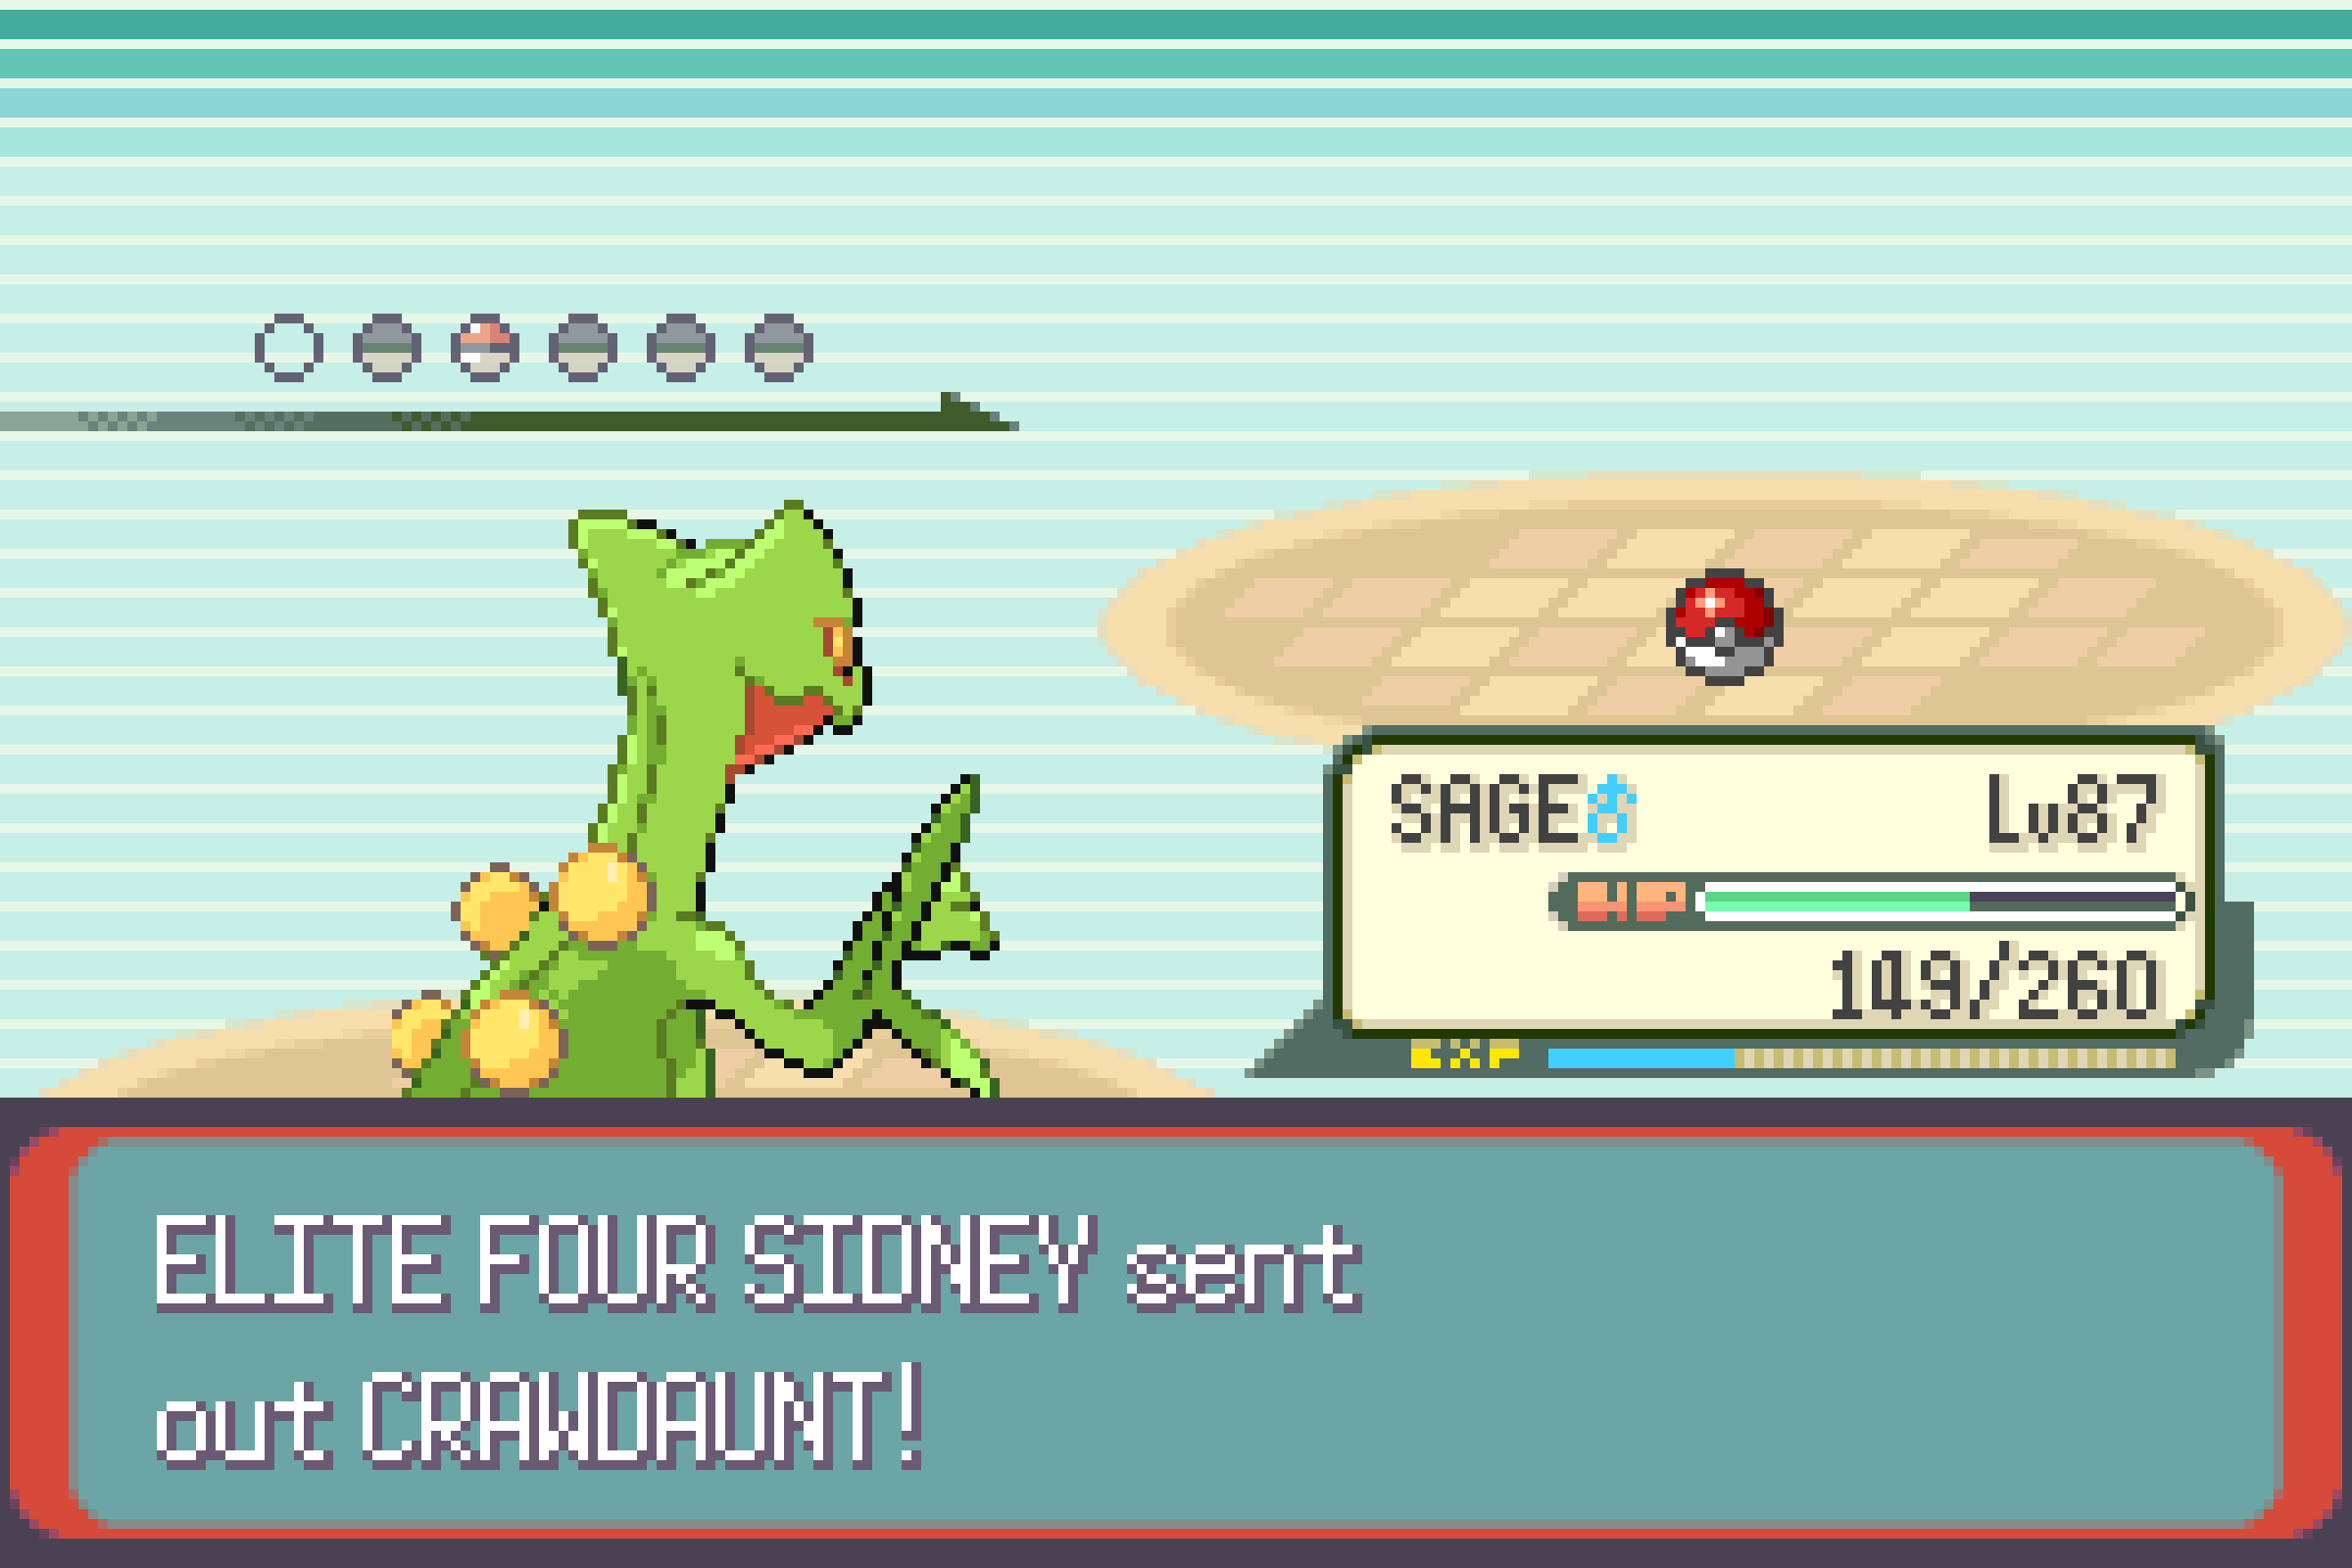 SAGE♂ Lv87
HP
149/260
EXP
ELITE FOUR SIDNEY sent
out CRAWDAUNT!